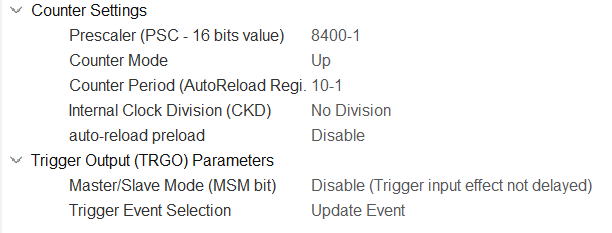 Counter Settings
Prescaler (PSC - 16 bits value) 8400-1
Counter Mode Up
Counter Period (AutoReload Regi. 10-1
Internal Clock Division (CKD) No Division
auto-reload preload Disable
Trigger Output (TRGO) Parameters
Master/Slave Mode (MSM bit) Disable (Trigger input effect not delayed)
Trigger Event Selection Update Event